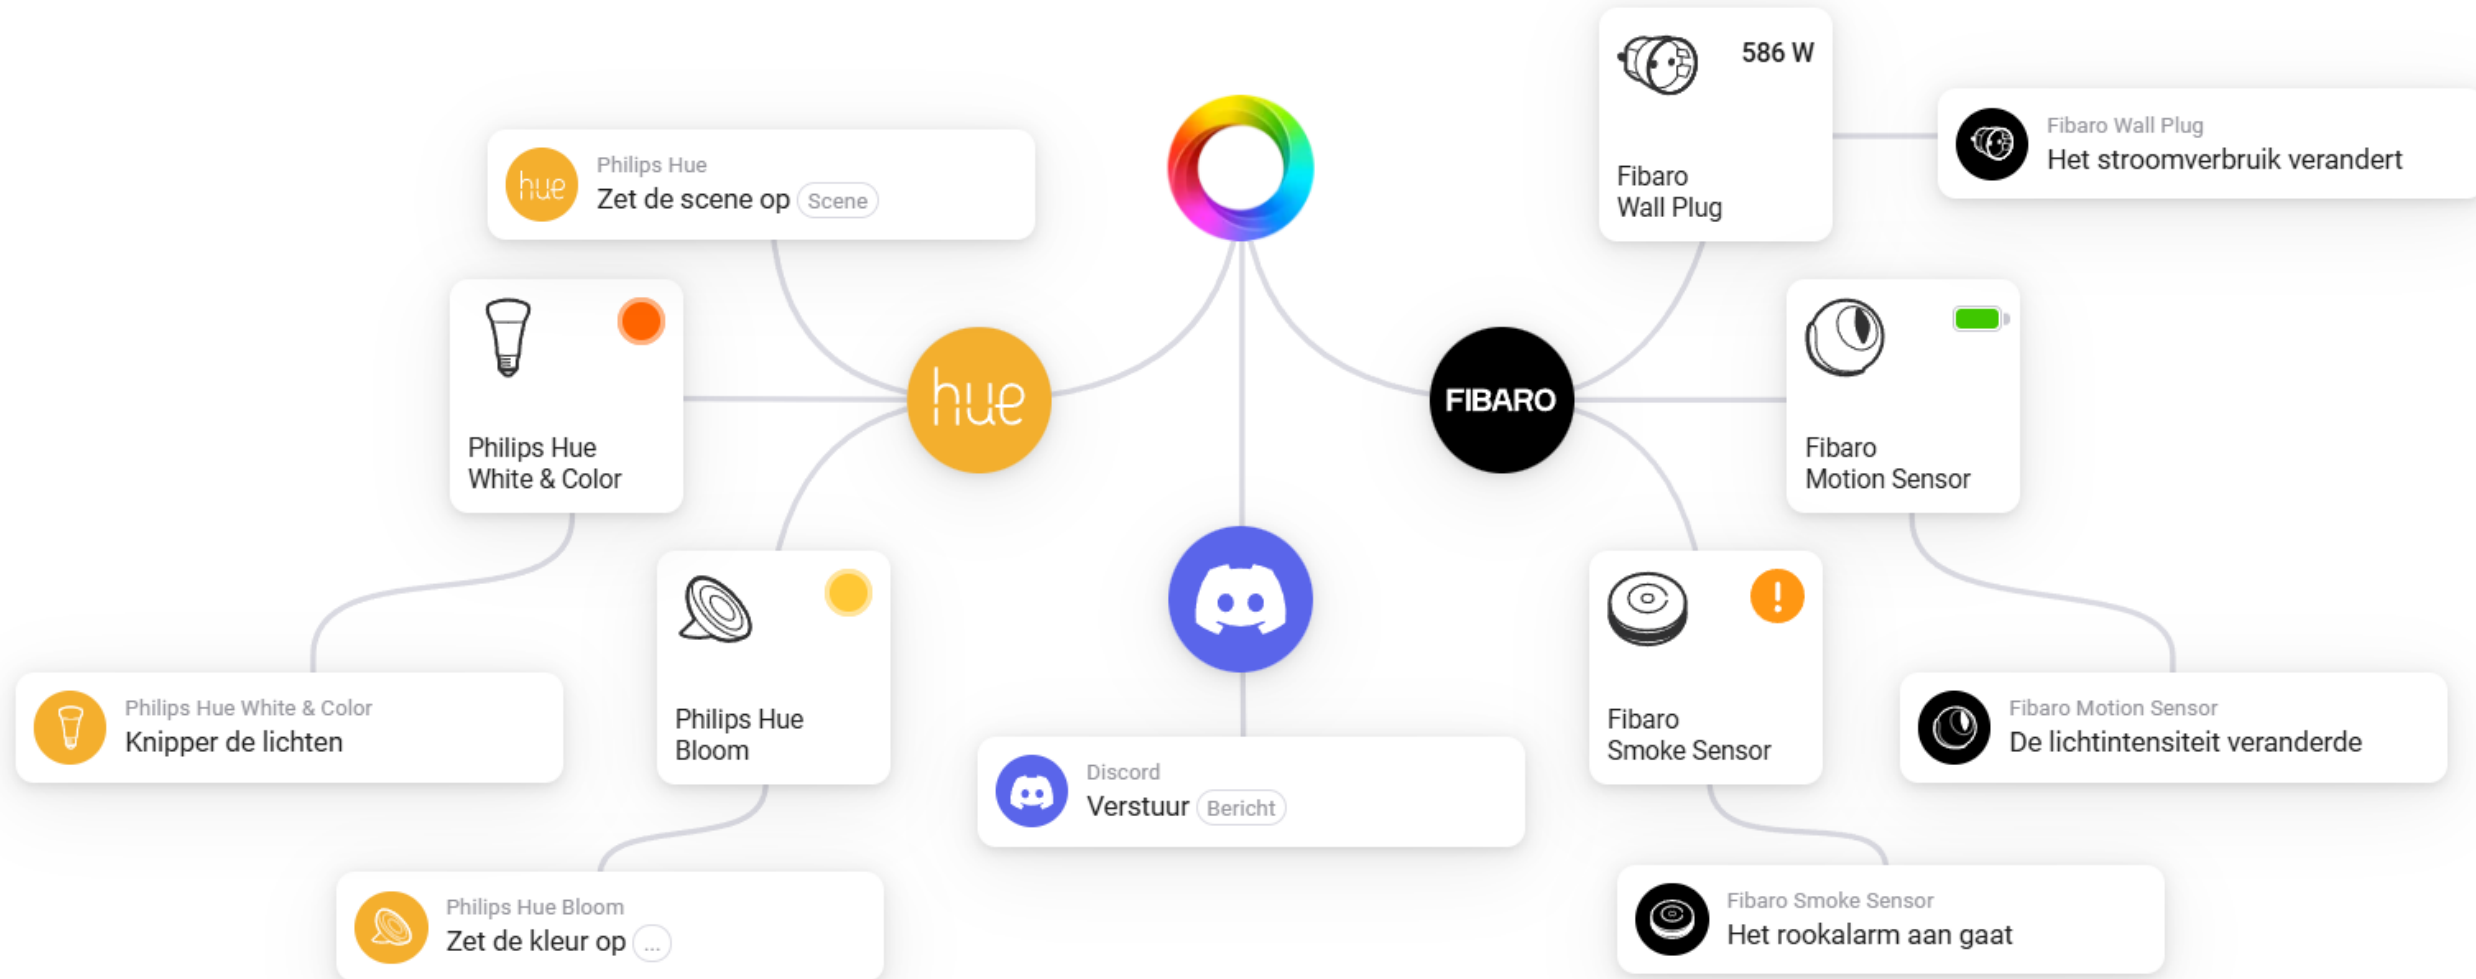 586 W
Fibaro
Wall Plug
Fibaro Wall Plug
Het stroomverbruik verandert
Philips Hue
hue
Zet de scene op Scene
Philips Hue
White & Color
hue
FIBARO
Fibaro
Motion Sensor
Philips Hue White & Color
Knipper de lichten
Philips Hue
Bloom
Discord
Verstuur Bericht
Fibaro
Smoke Sensor
Fibaro Motion Sensor
De lichtintensiteit veranderde
Philips Hue Bloom
Zet de kleur op ...
Fibaro Smoke Sensor
Het rookalarm aan gaat